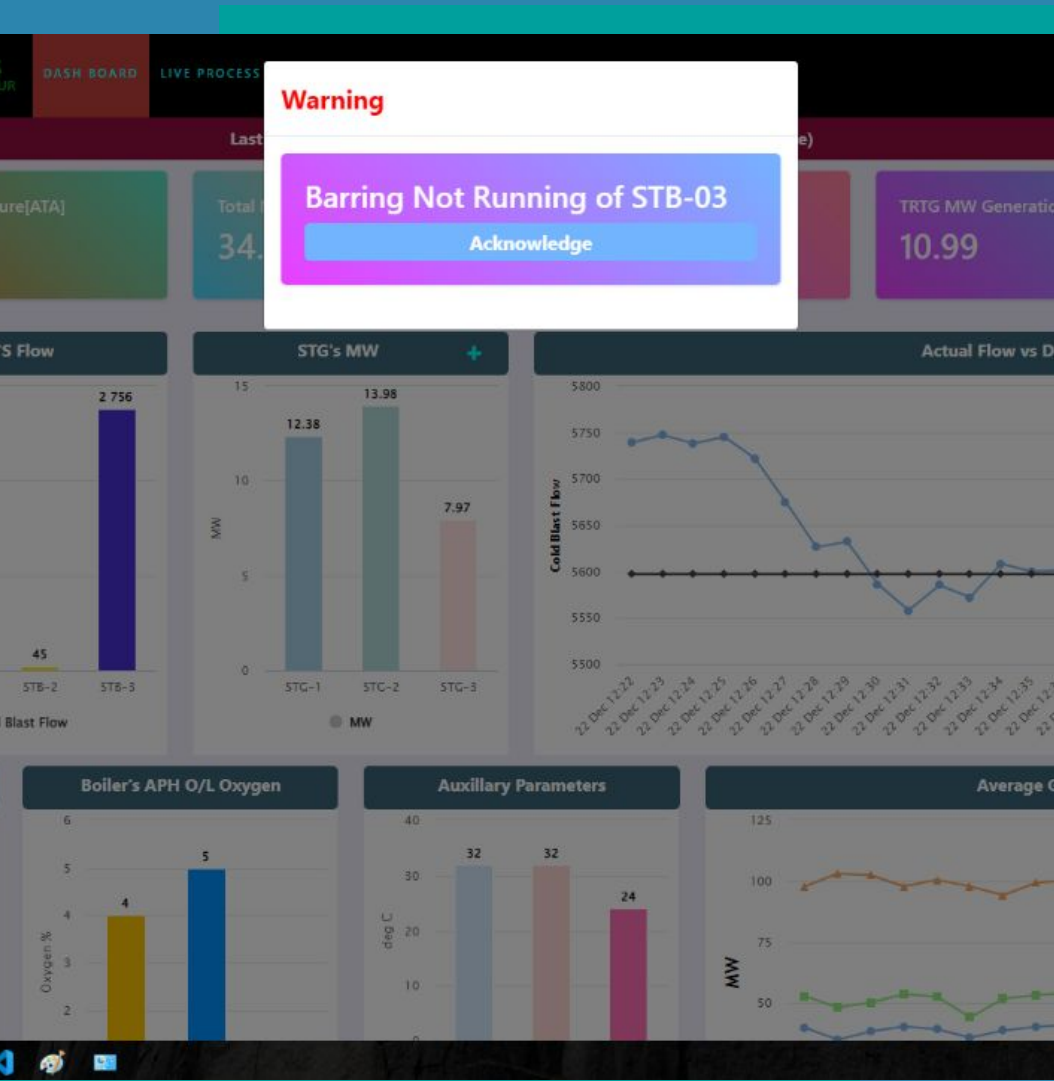 UR
DASH BOARD
LIVE PROCESS
Warning
Last
e)
Barring Not Running of STB-03
Acknowledge
ure[ATA]
Total
34.
TRTG MW Generatio
10.99
S Flow
2 756
45
STB-2
STB-3
Blast Flow
STG's MW
+
15
10
5
0
MW
12.38
13.98
7.97
STG-1
STG-2
STG-3
MW
Actual Flow vs D
5800
5750
5700
5650
5600
5550
5500
Cold Blast Flow
22 Dec 12:22
22 Dec 12:23
22 Dec 12:24
22 Dec 12:25
22 Dec 12:26
22 Dec 12:27
22 Dec 12:28
22 Dec 12:29
22 Dec 12:30
22 Dec 12:31
22 Dec 12:32
22 Dec 12:33
22 Dec 12:34
22 Dec 12:35
Boiler's APH O/L Oxygen
6
5
4
3
2
Oxygen %
4
5
Auxillary Parameters
40
30
20
10
deg C
32
32
24
Average
125
100
75
50
MW